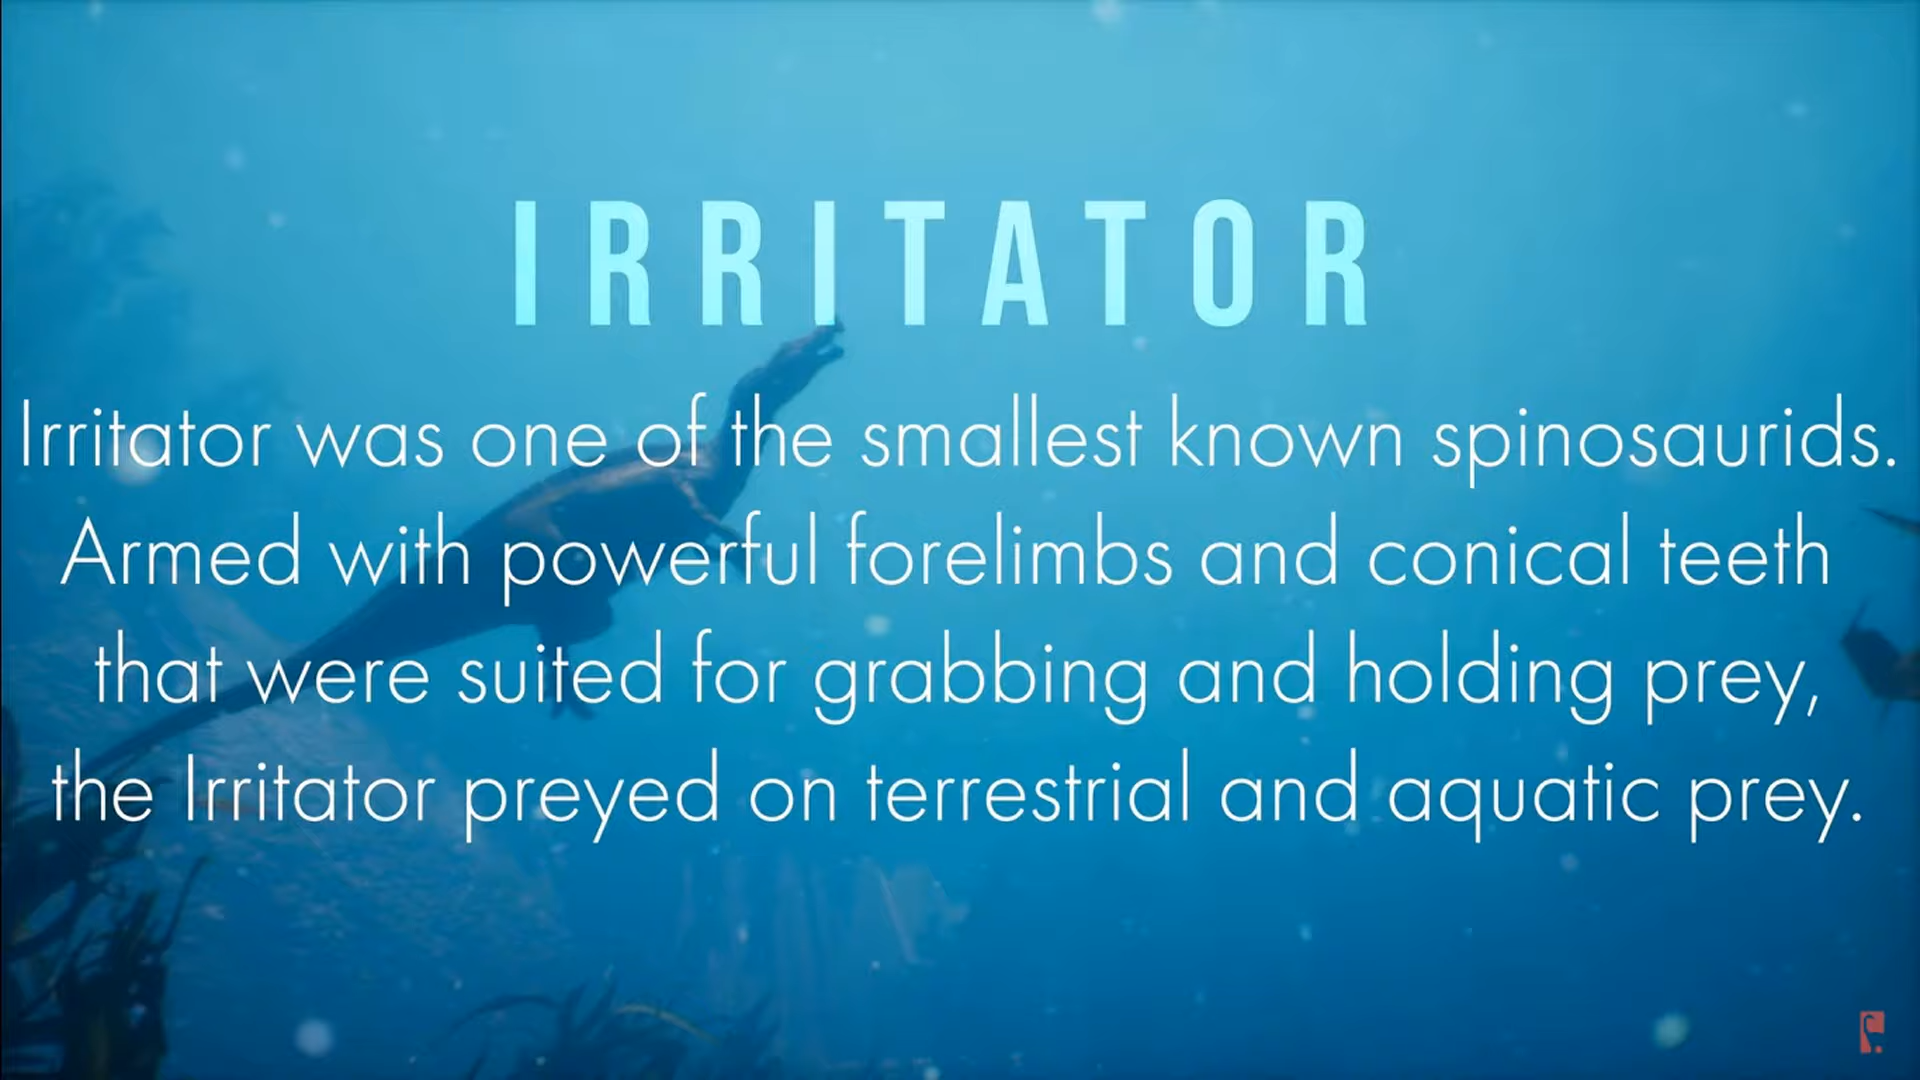 IRRITATOR
Irritator was one of the smallest known spinosaurids.
Armed with powerful forelimbs and conical teeth
that were suited for grabbing and holding prey,
the Irritator preyed on terrestrial and aquatic prey.